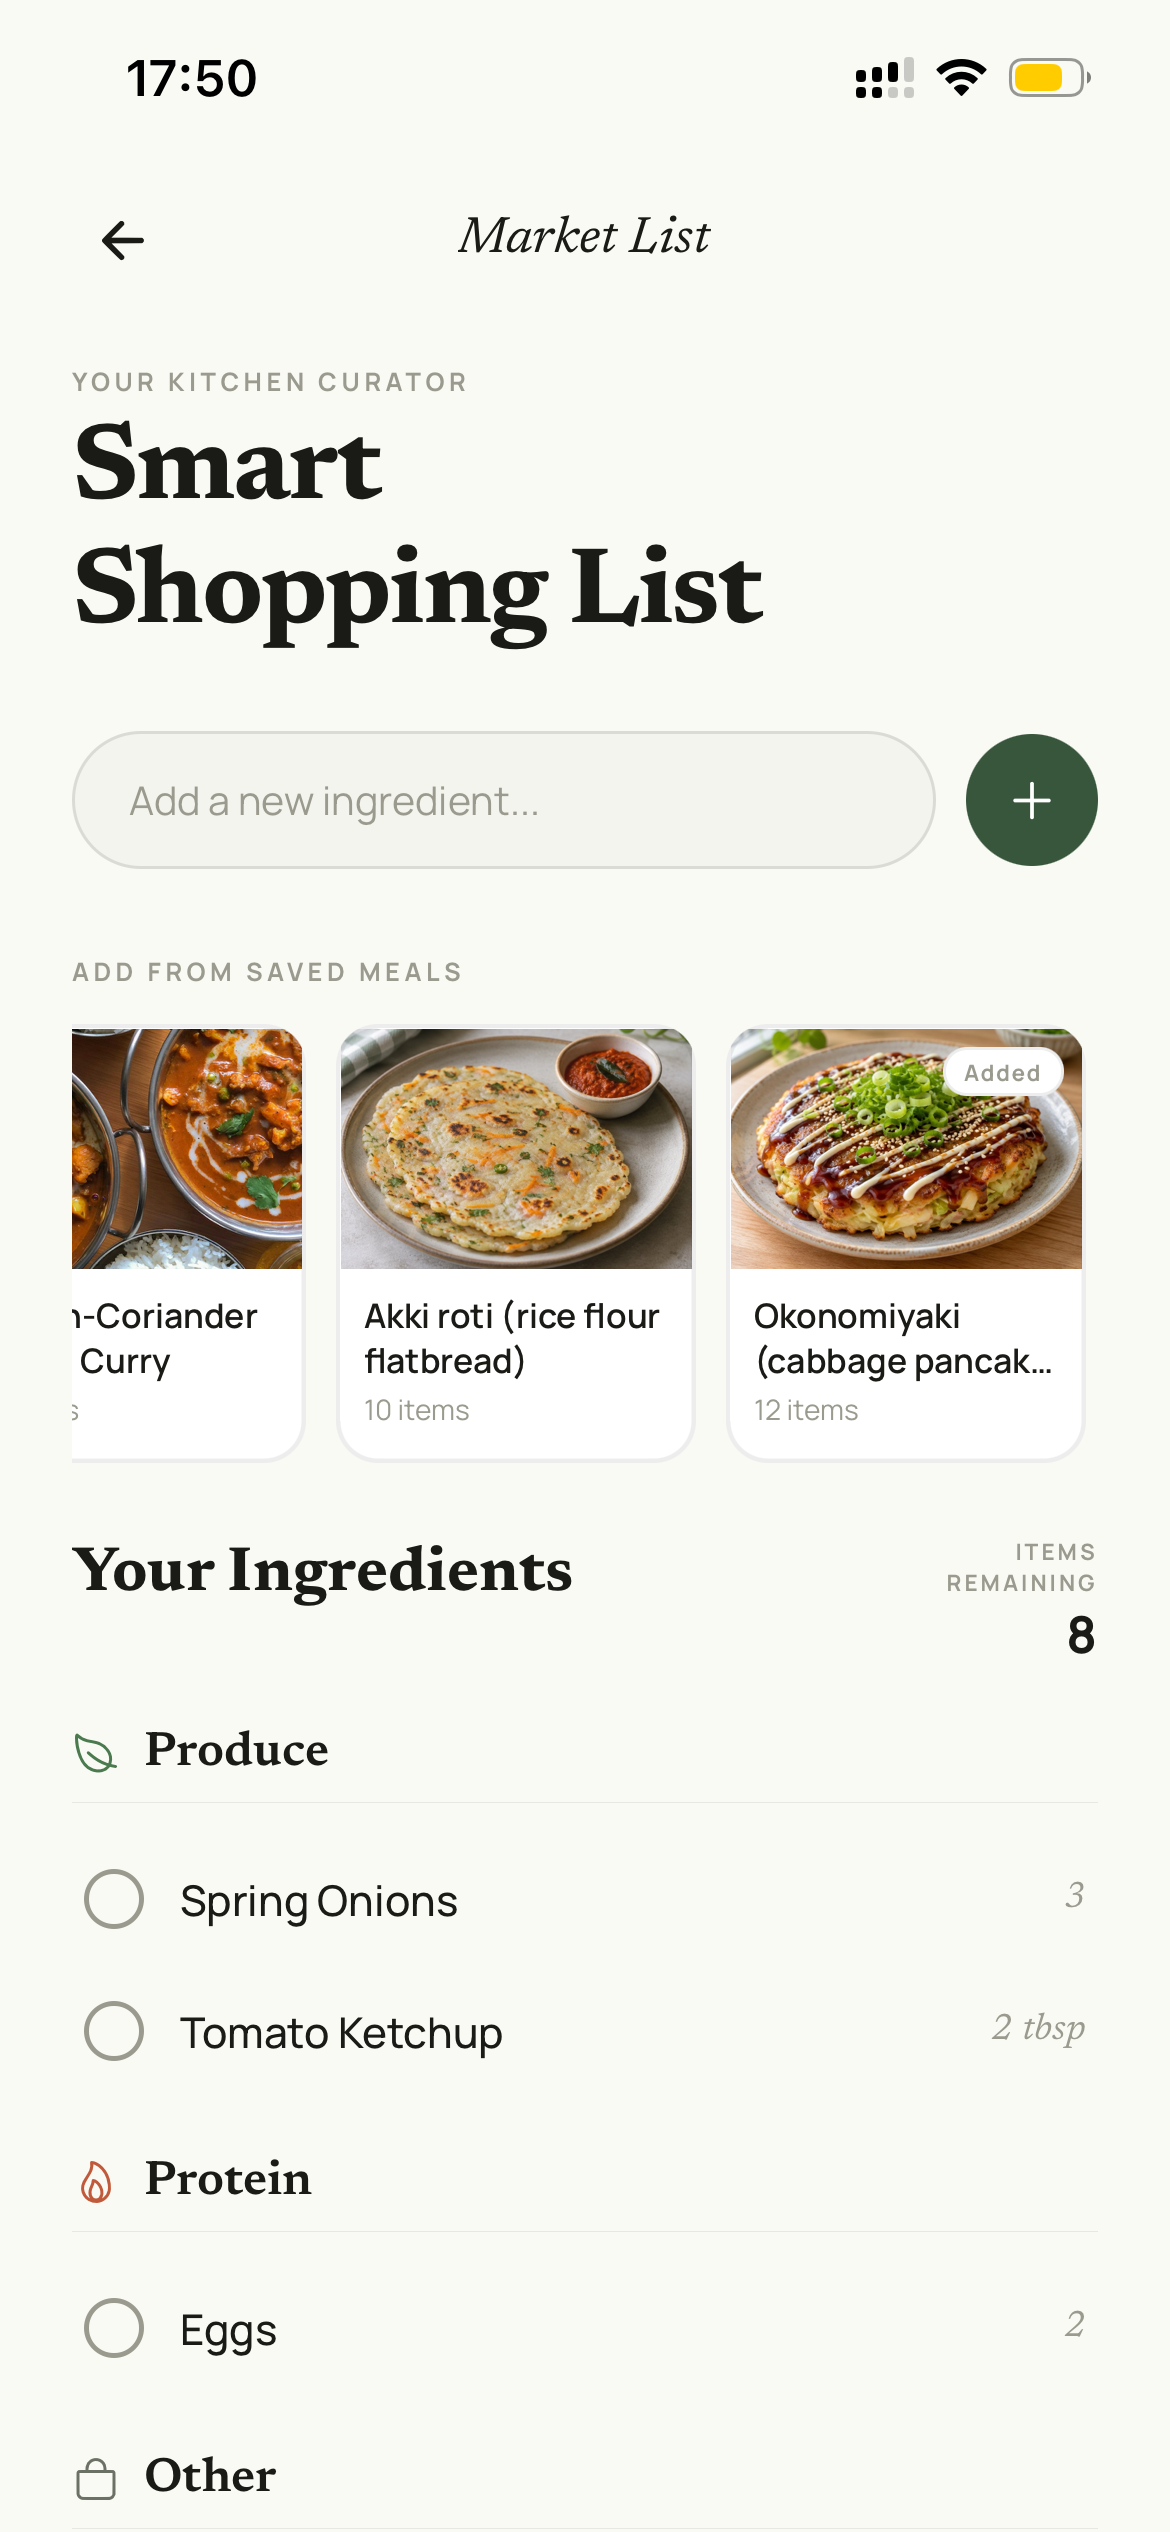 17:50
Market List
YOUR KITCHEN CURATOR
Smart
Shopping List
Add a new ingredient...
ADD FROM SAVED MEALS
Added
-Coriander
Curry
Akki roti (rice flour
flatbread)
10 items
Okonomiyaki
(cabbage pancak...
12 items
Your Ingredients
ITEMS
REMAINING
8
Produce
Spring Onions
3
Tomato Ketchup
2 tbsp
Protein
Eggs
2
Other